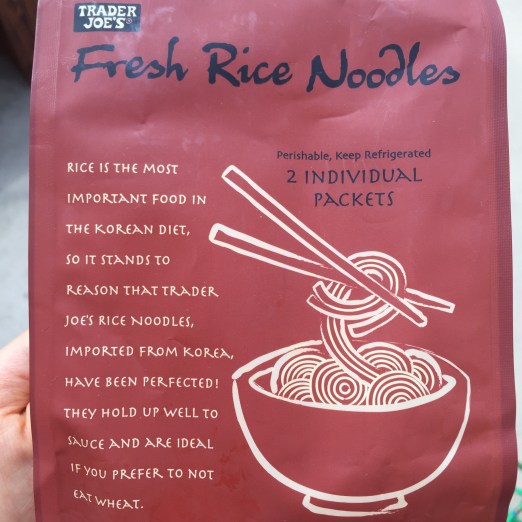 TRADER
JOE'S®
Fresh Rice Noodles
Perishable, Keep Refrigerated
2 INDIVIDUAL
PACKETS
RICE IS THE MOST
IMPORTANT FOOD IN
THE KOREAN DIET,
SO IT STANDS TO
REASON THAT TRADER
JOE'S RICE NOODLES,
IMPORTED FROM KOREA,
HAVE BEEN PERFECTED!
THEY HOLD UP WELL TO
SAUCE AND ARE IDEAL
IF YOU PREFER TO NOT
EAT WHEAT.